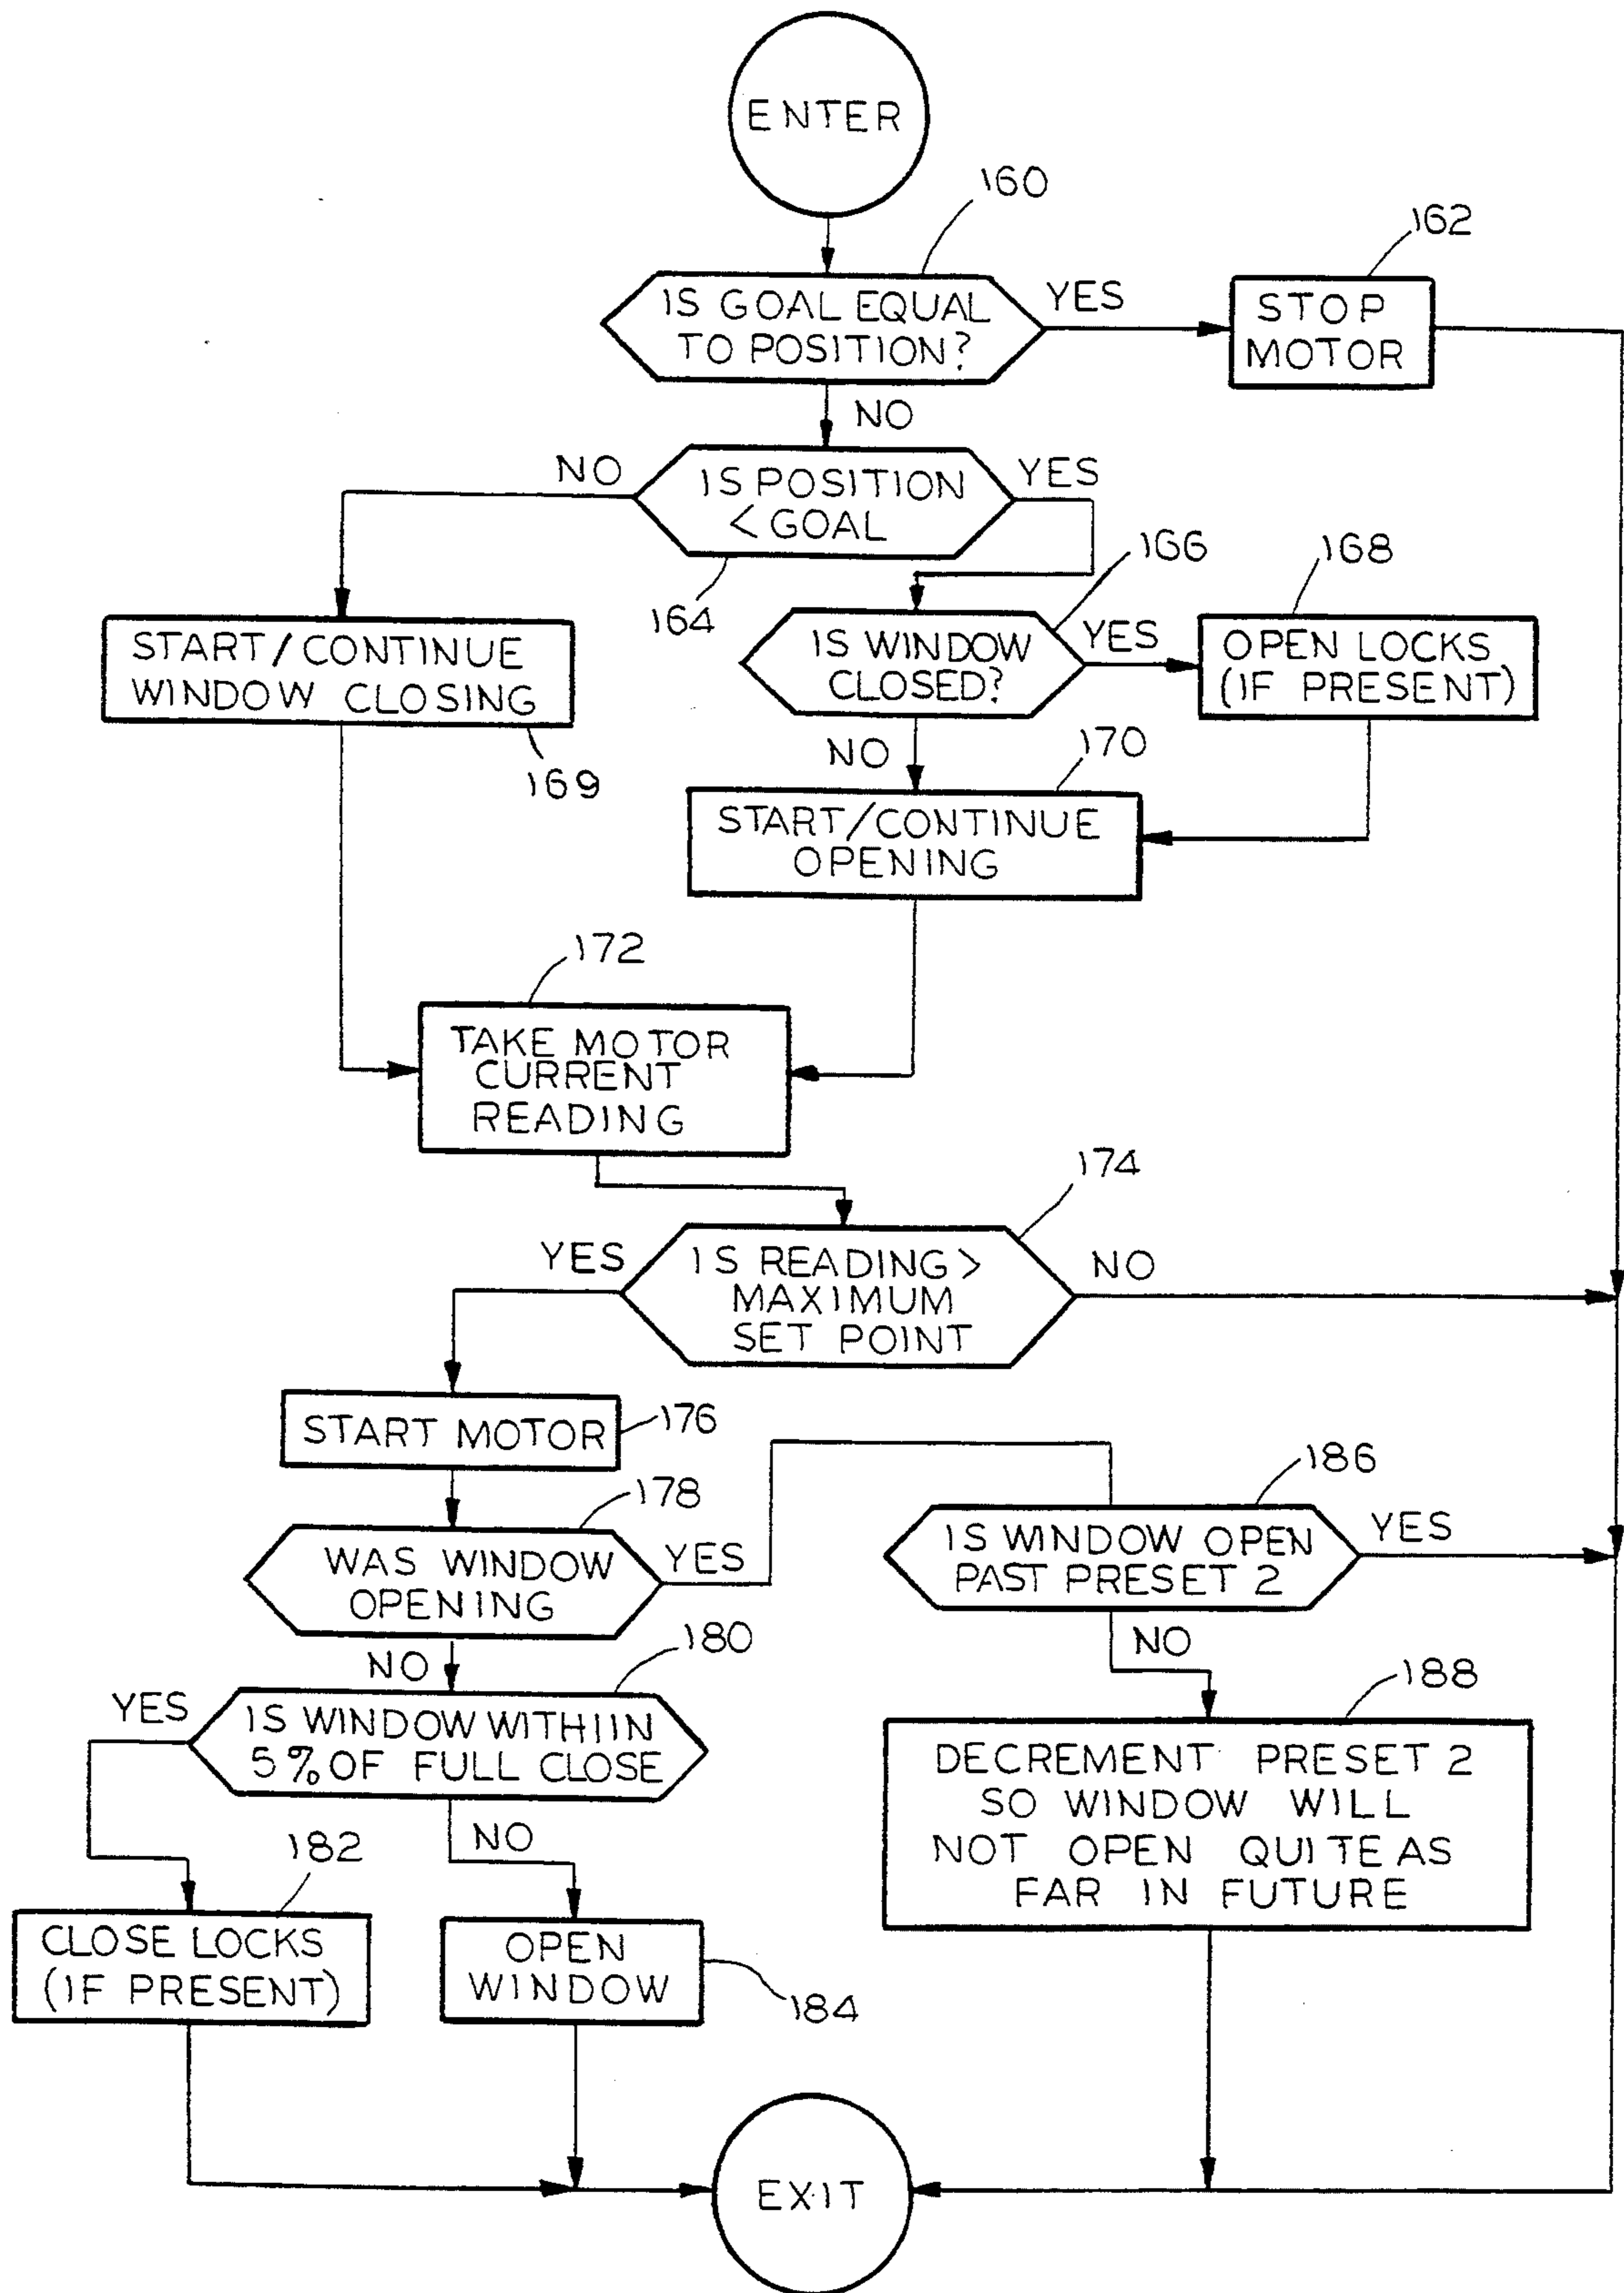 ENTER
160
162
IS GOAL EQUAL
TO POSITION?
YES
STOP
MOTOR
NO
NO
IS POSITION
< GOAL
YES
164
166
168
START/CONTINUE
WINDOW CLOSING
169
IS WINDOW
CLOSED?
YES
OPEN LOCKS
(IF PRESENT)
NO
170
START/CONTINUE
OPENING
172
TAKE MOTOR
CURRENT
READING
174
YES
IS READING >
MAXIMUM
SET POINT
NO
START MOTOR
176
178
186
WAS WINDOW
OPENING
YES
IS WINDOW OPEN
PAST PRESET 2
YES
NO
180
NO
188
YES
IS WINDOW WITHIIN
5% OF FULL CLOSE
DECREMENT PRESET 2
SO WINDOW WILL
NOT OPEN QUITE AS
FAR IN FUTURE
NO
182
CLOSE LOCKS
(IF PRESENT)
OPEN
WINDOW
184
EXIT